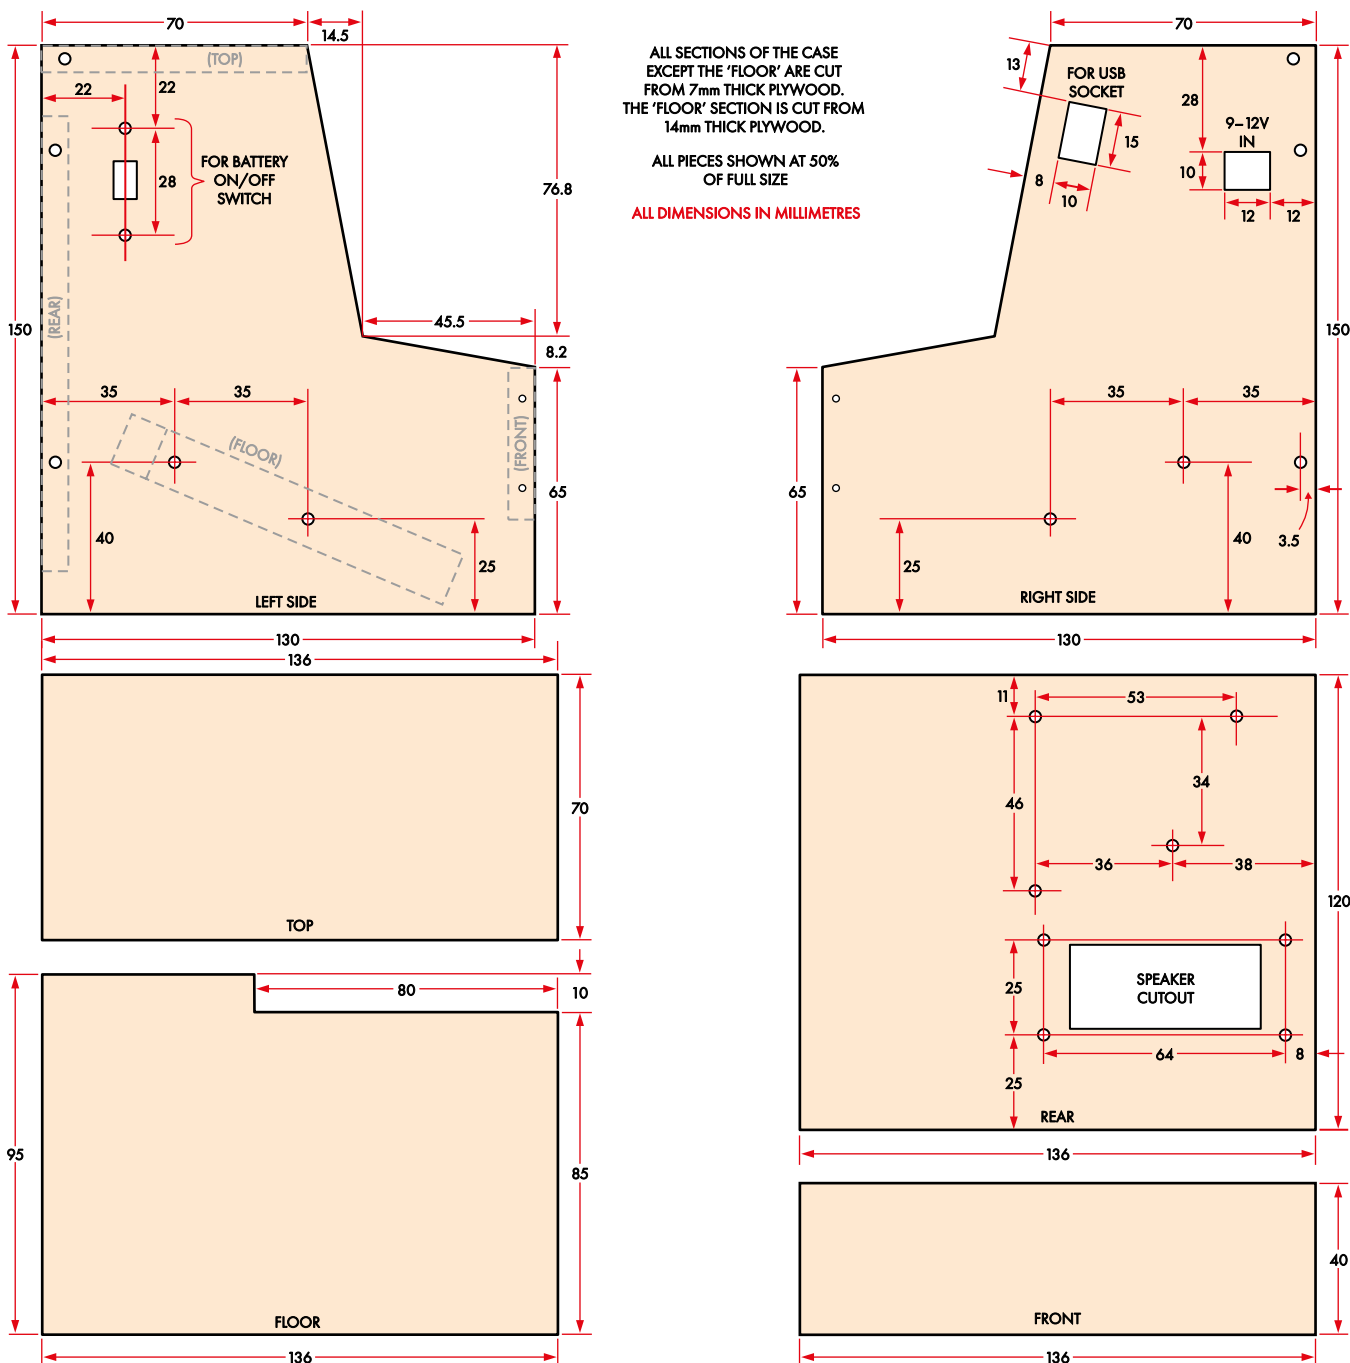 70
14.5
(TOP)
22
22
28
FOR BATTERY
ON/OFF
SWITCH
76.8
(REAR)
150
45.5
8.2
35
35
(FLOOR)
(FRONT)
65
40
25
LEFT SIDE
130
ALL SECTIONS OF THE CASE
EXCEPT THE ‘FLOOR’ ARE CUT
FROM 7mm THICK PLYWOOD.
THE ‘FLOOR’ SECTION IS CUT FROM
14mm THICK PLYWOOD.
ALL PIECES SHOWN AT 50%
OF FULL SIZE
ALL DIMENSIONS IN MILLIMETRES
70
13
FOR USB
SOCKET
28
9–12V
IN
15
10
8
10
12
12
150
35
35
65
40
25
3.5
RIGHT SIDE
130
136
70
TOP
80
10
95
85
FLOOR
136
11
53
34
46
36
38
120
SPEAKER
CUTOUT
25
64
8
25
REAR
136
40
FRONT
136